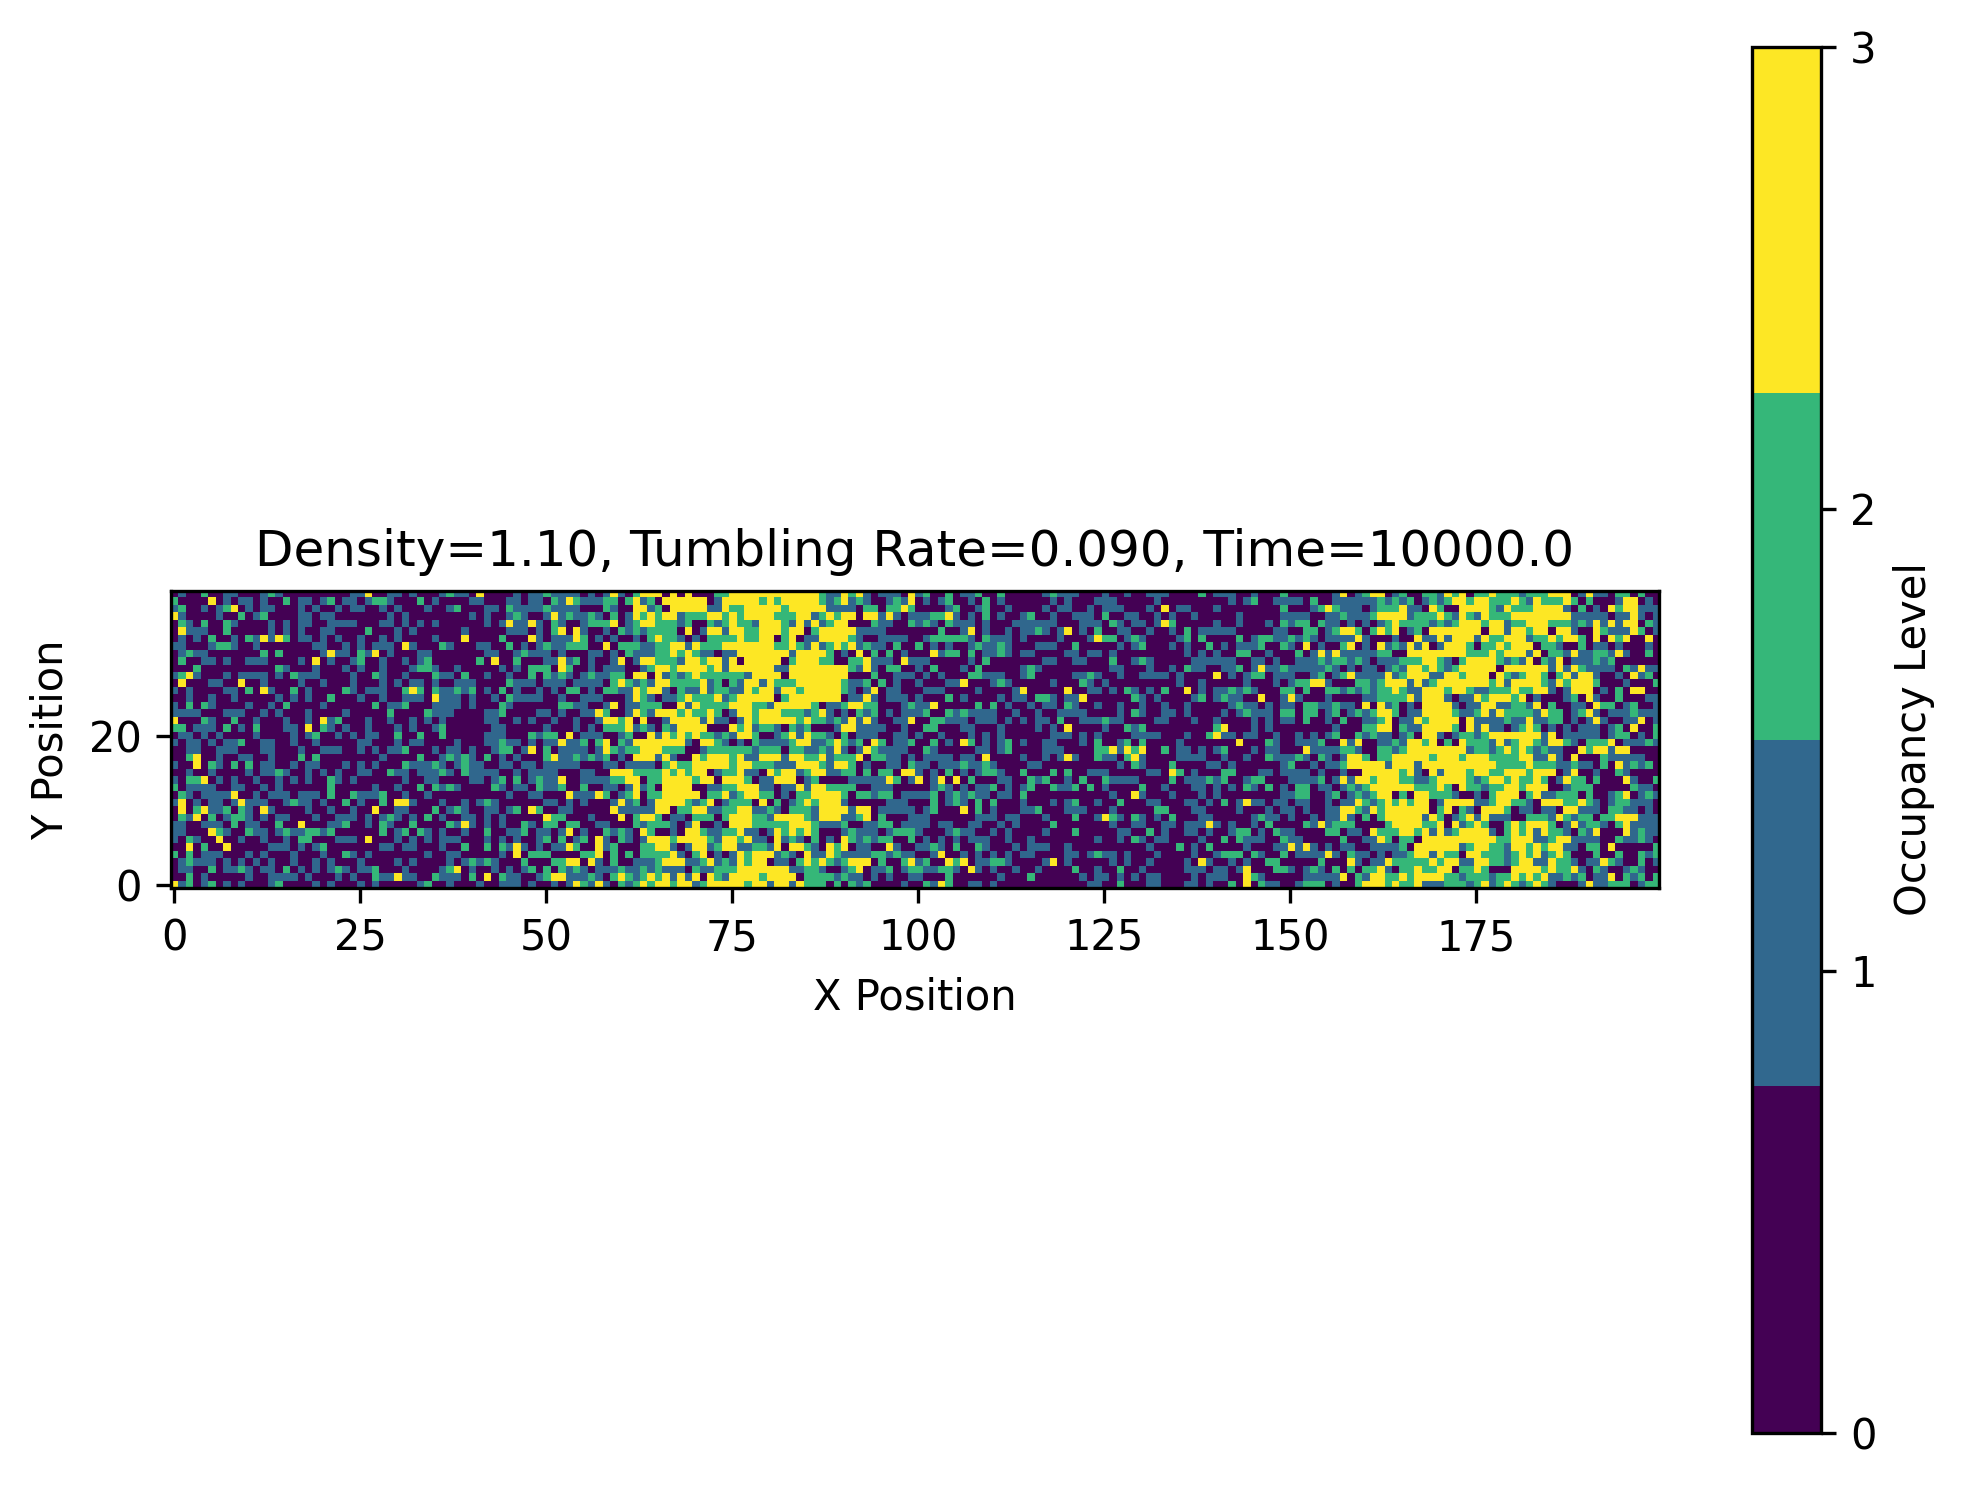 Density=1.10, Tumbling Rate=0.090, Time=10000.0
Y Position
20
0
0 25 50 75 100 125 150 175
X Position
3
2
1
0
Occupancy Level